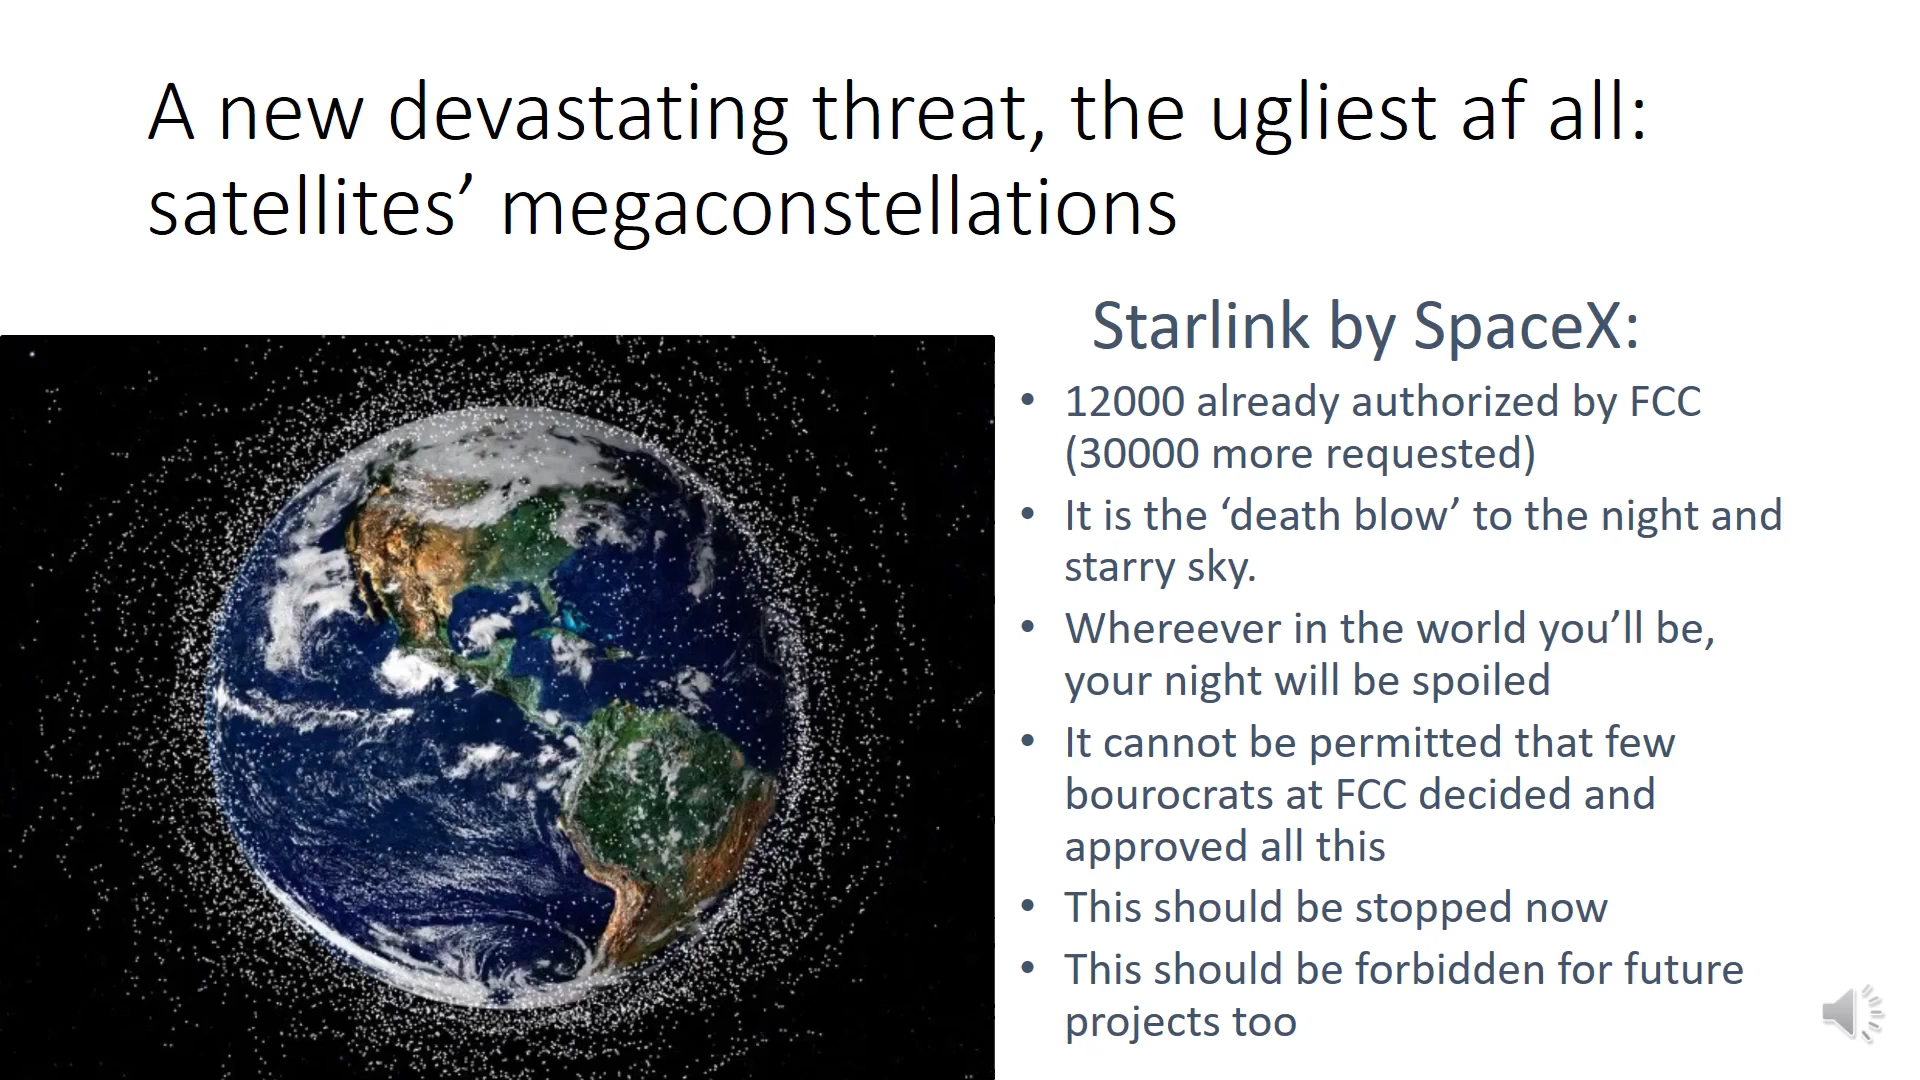 A new devastating threat, the ugliest af all:
satellites’ megaconstellations
Starlink by SpaceX:
• 12000 already authorized by FCC
(30000 more requested)
• It is the ‘death blow’ to the night and
starry sky.
• Whereever in the world you’ll be,
your night will be spoiled
• It cannot be permitted that few
bourocrats at FCC decided and
approved all this
• This should be stopped now
• This should be forbidden for future
projects too